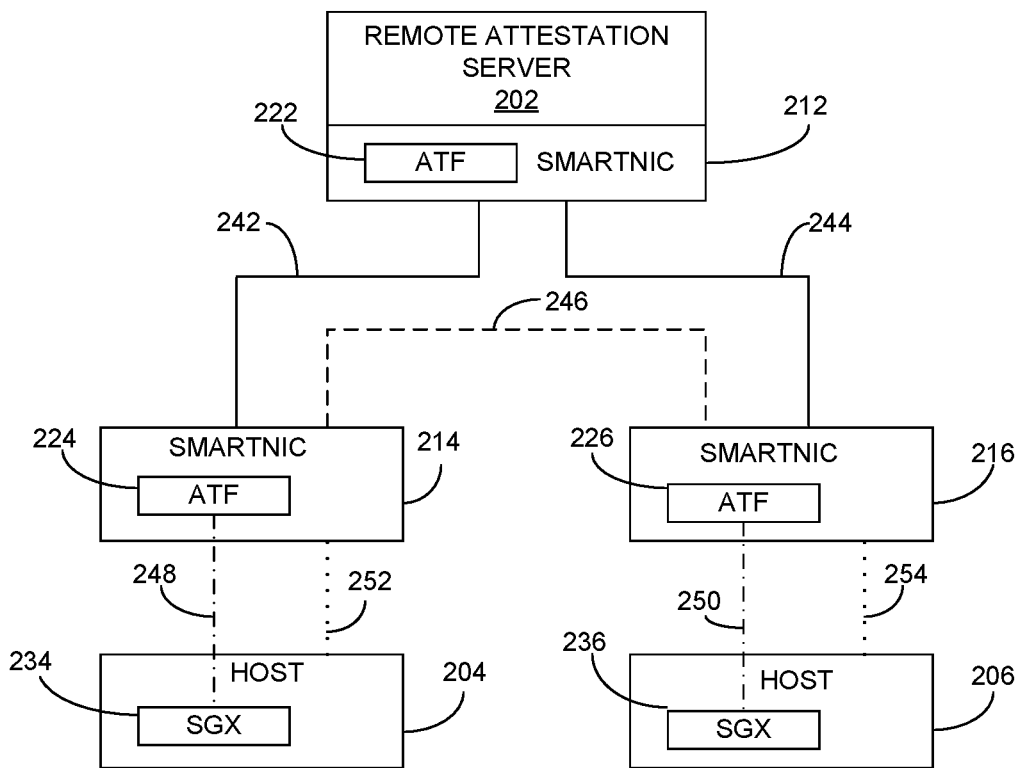 REMOTE ATTESTATION
SERVER
202
222
212
ATF
SMARTNIC
242
244
246
224
SMARTNIC
214
ATF
226
SMARTNIC
216
ATF
248
252
250
254
234
HOST
204
SGX
236
HOST
206
SGX